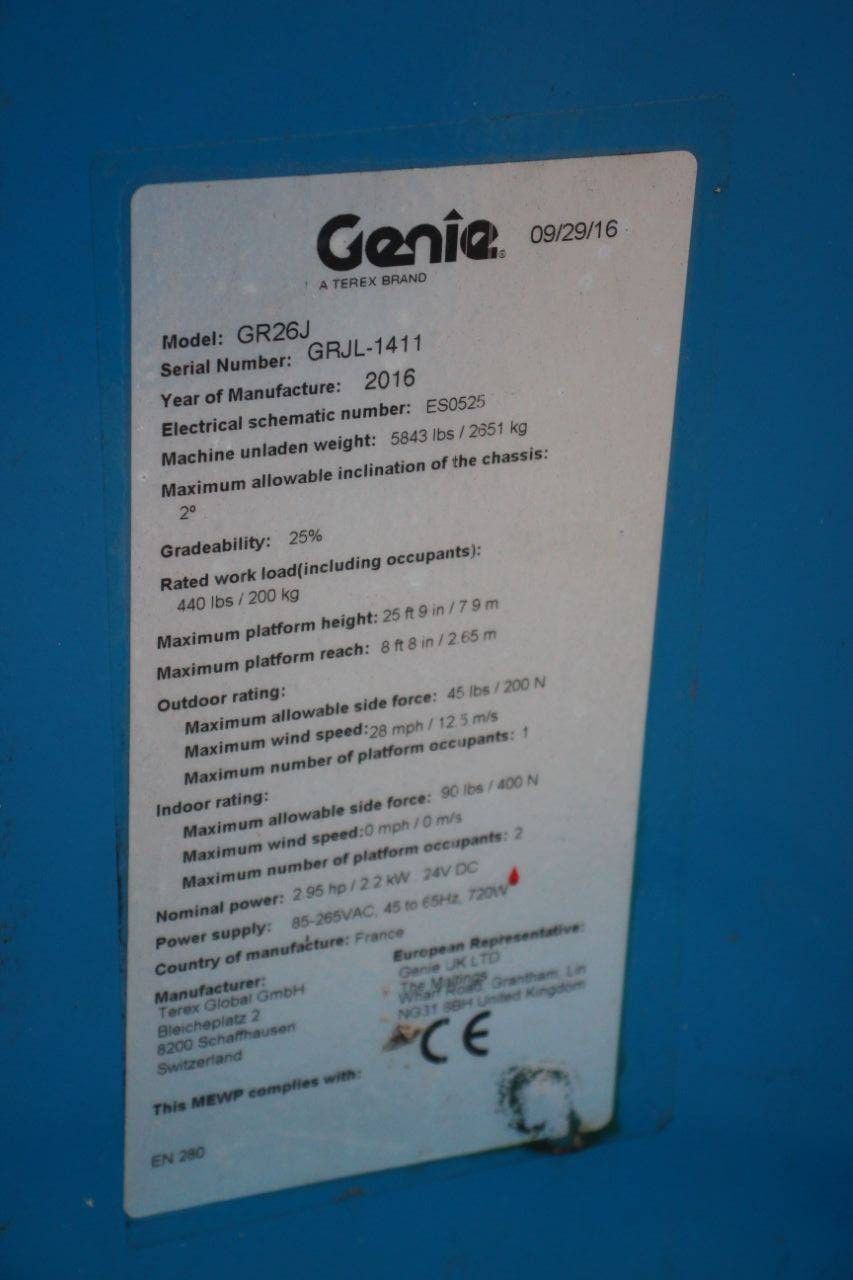 Genie® 09/29/16
A TEREX BRAND
Model: GR26J
Serial Number: GRJL-1411
Year of Manufacture: 2016
Electrical schematic number: ES0525
Machine unladen weight: 5843 lbs / 2651 kg
Maximum allowable inclination of the chassis:
2º
Gradeability: 25%
Rated work load(including occupants):
440 lbs / 200 kg
Maximum platform height: 25 ft 9 in / 7.9 m
Maximum platform reach: 8 ft 8 in / 2.65 m
Outdoor rating:
Maximum allowable side force: 45 lbs / 200 N
Maximum wind speed:28 mph / 12.5 m/s
Maximum number of platform occupants: 1
Indoor rating:
Maximum allowable side force: 90 lbs / 400 N
Maximum wind speed:0 mph / 0 m/s
Maximum number of platform occupants: 2
Nominal power: 2.95 hp / 2.2 kW 24V DC
Power supply: 85-265VAC, 45 to 65Hz, 720W
Country of manufacture: France
Manufacturer:
Terex Global GmbH
Bleicheplatz 2
8200 Schaffhausen
Switzerland
European Representative:
Genie UK LTD
The Maltings
Wharf Road, Grantham, Lin
NG31 6BH United Kingdom
CE
This MEWP complies with:
EN 280